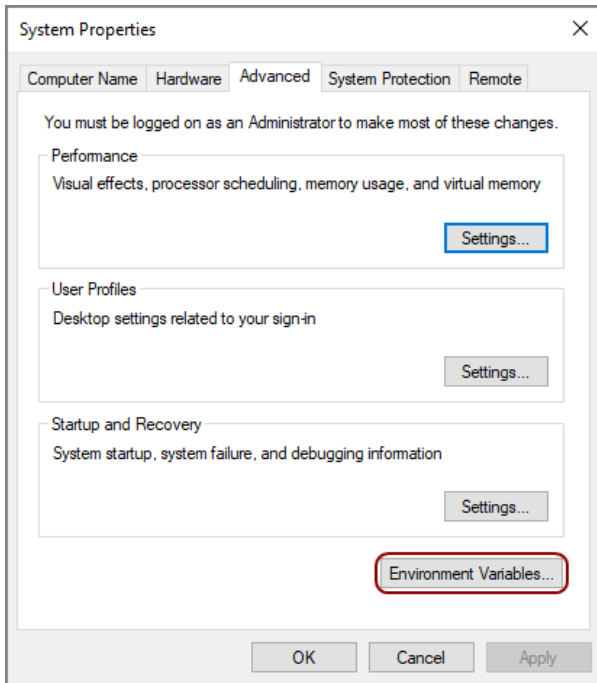 System Properties
Computer Name Hardware Advanced System Protection Remote
You must be logged on as an Administrator to make most of these changes.
Performance
Visual effects, processor scheduling, memory usage, and virtual memory
Settings...
User Profiles
Desktop settings related to your sign-in
Settings...
Startup and Recovery
System startup, system failure, and debugging information
Settings...
Environment Variables...
OK Cancel Apply